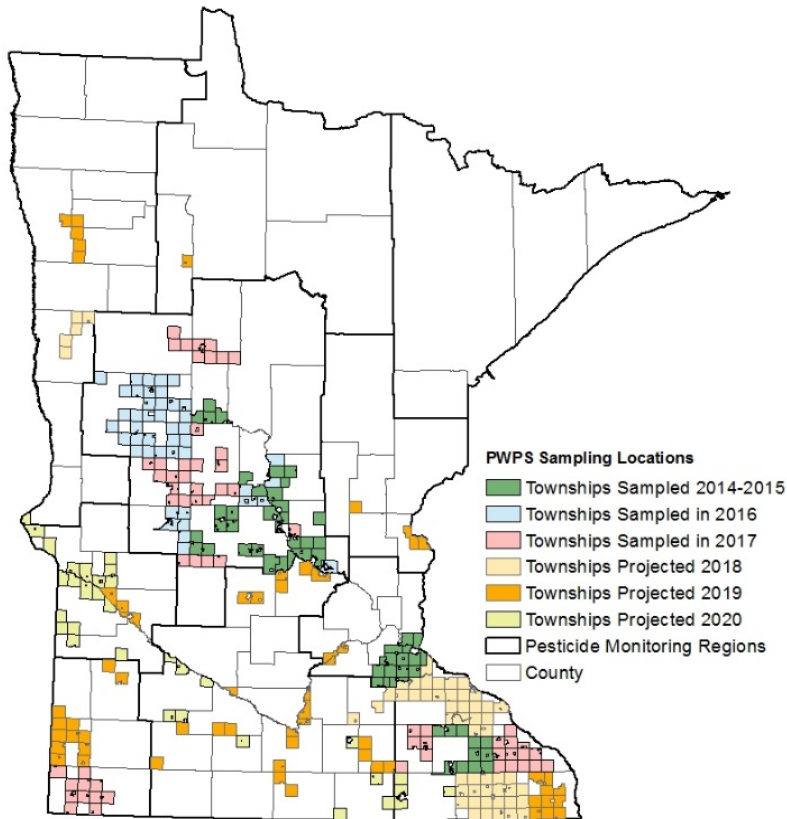 PWPS Sampling Locations
Townships Sampled 2014-2015
Townships Sampled in 2016
Townships Sampled in 2017
Townships Projected 2018
Townships Projected 2019
Townships Projected 2020
Pesticide Monitoring Regions
County